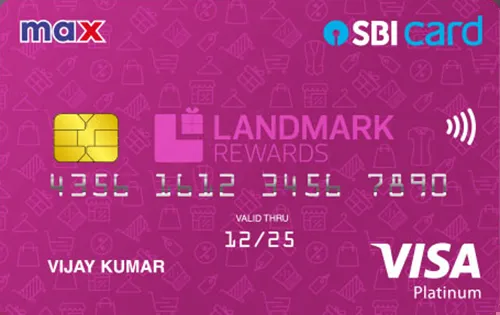 max
SBI card
LANDMARK
REWARDS
4356 1612 3456 7890
VALID THRU
12/25
VIJAY KUMAR
VISA
Platinum